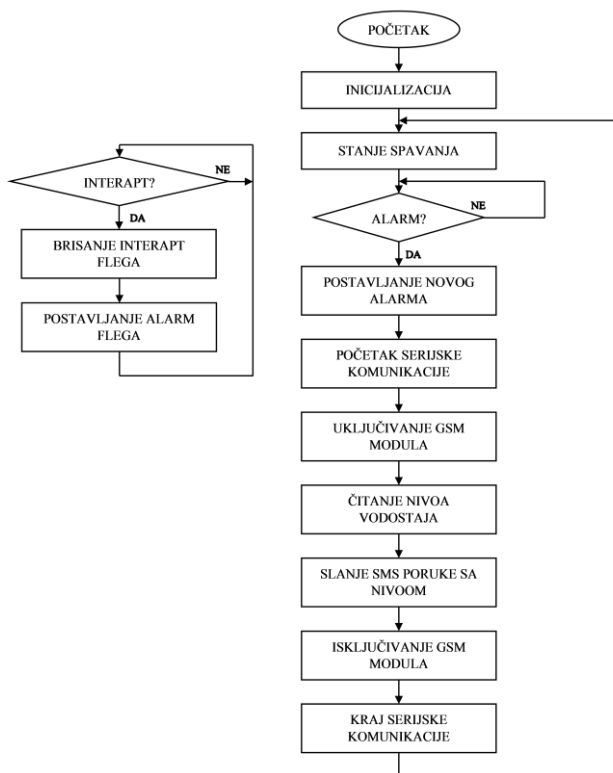 POČETAK
INICIJALIZACIJA
STANJE SPAVANJA
ALARM?
NE
DA
POSTAVLJANJE NOVOG
ALARMA
POČETAK SERIJSKE
KOMUNIKACIJE
UKLJUČIVANJE GSM
MODULA
ČITANJE NIVOA
VODOSTAJA
SLANJE SMS PORUKE SA
NIVOOM
ISKLJUČIVANJE GSM
MODULA
KRAJ SERIJSKE
KOMUNIKACIJE
INTERAPT?
NE
DA
BRISANJE INTERAPT
FLEGA
POSTAVLJANJE ALARM
FLEGA